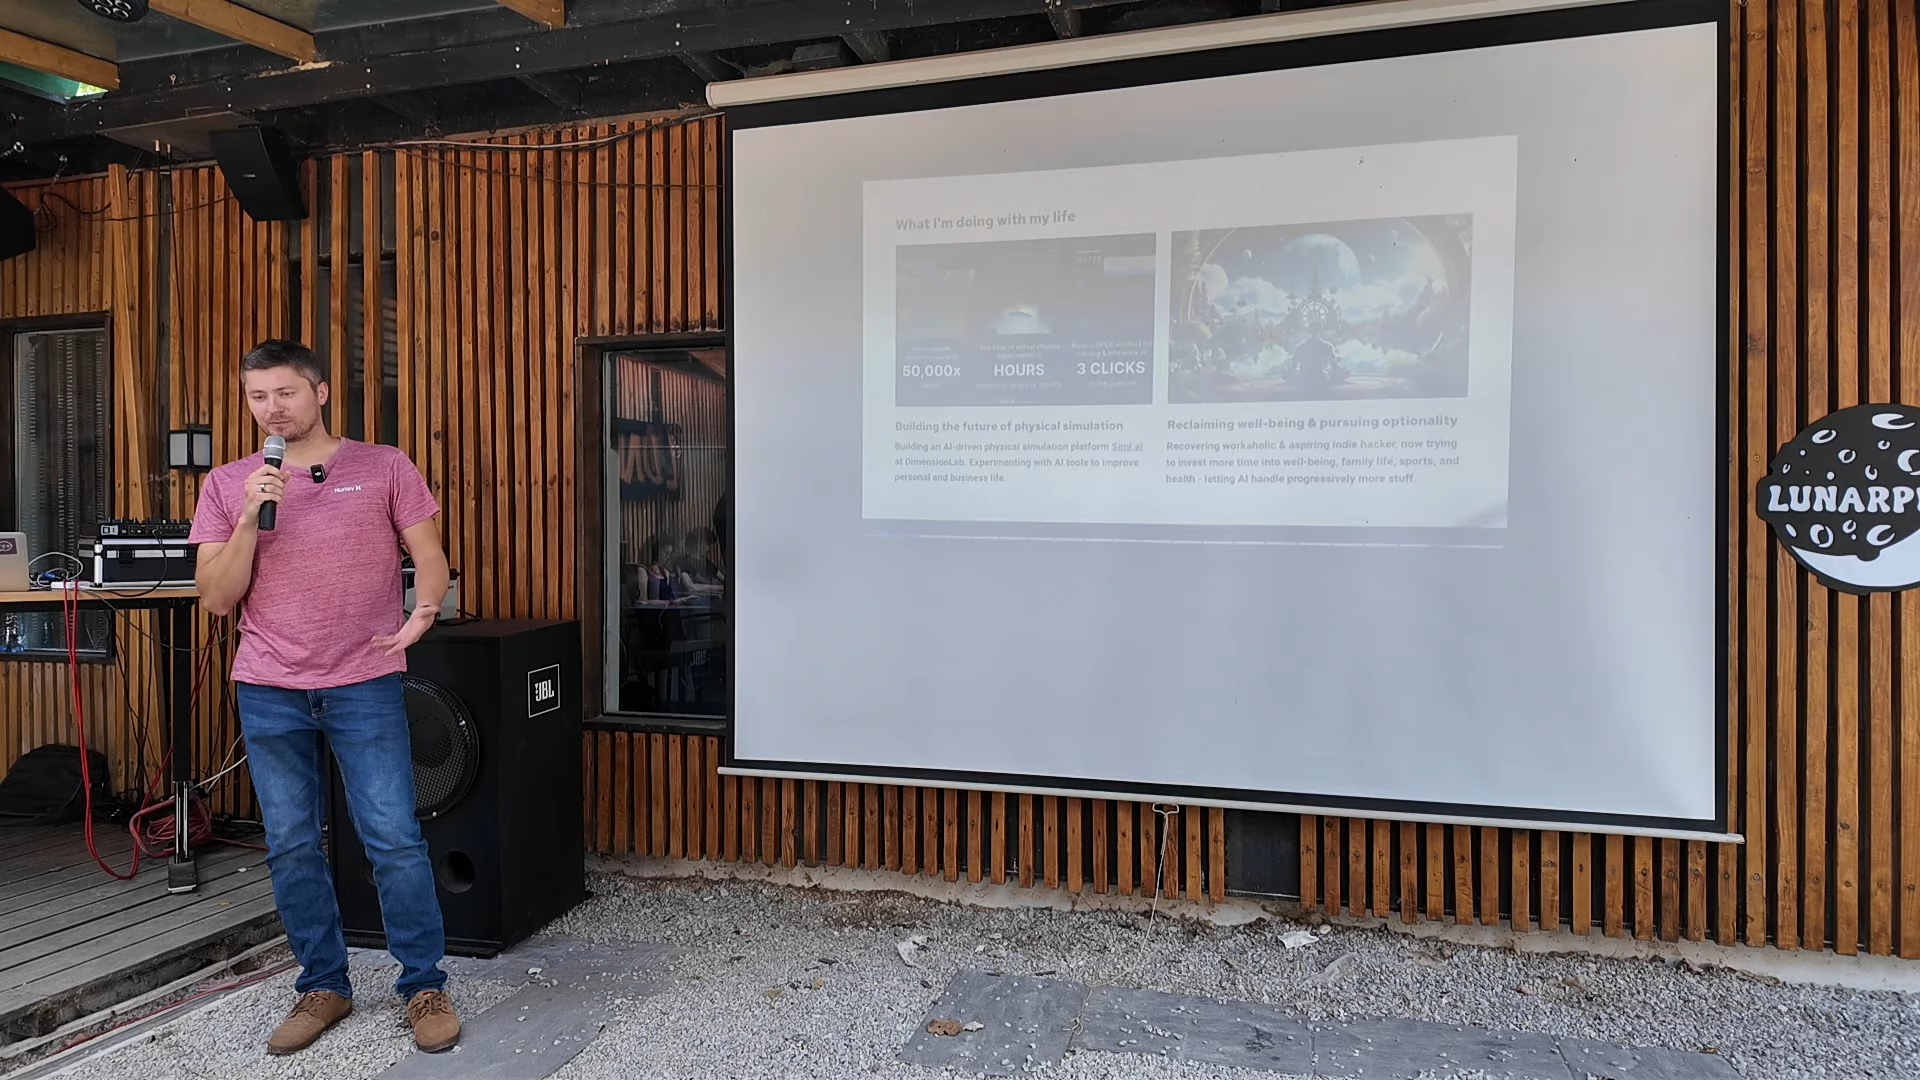 What I'm doing with my life
50,000x
HOURS
3 CLICKS
Building the future of physical simulation
Building an AI-driven physical simulation platform Siml.ai
at DimensionLab. Experimenting with AI tools to improve
personal and business life.
Reclaiming well-being & pursuing optionality
Recovering workaholic & aspiring Indie hacker, now trying
to invest more time into well-being, family life, sports, and
health - letting AI handle progressively more stuff.
Hurley
JBL
LUNARP